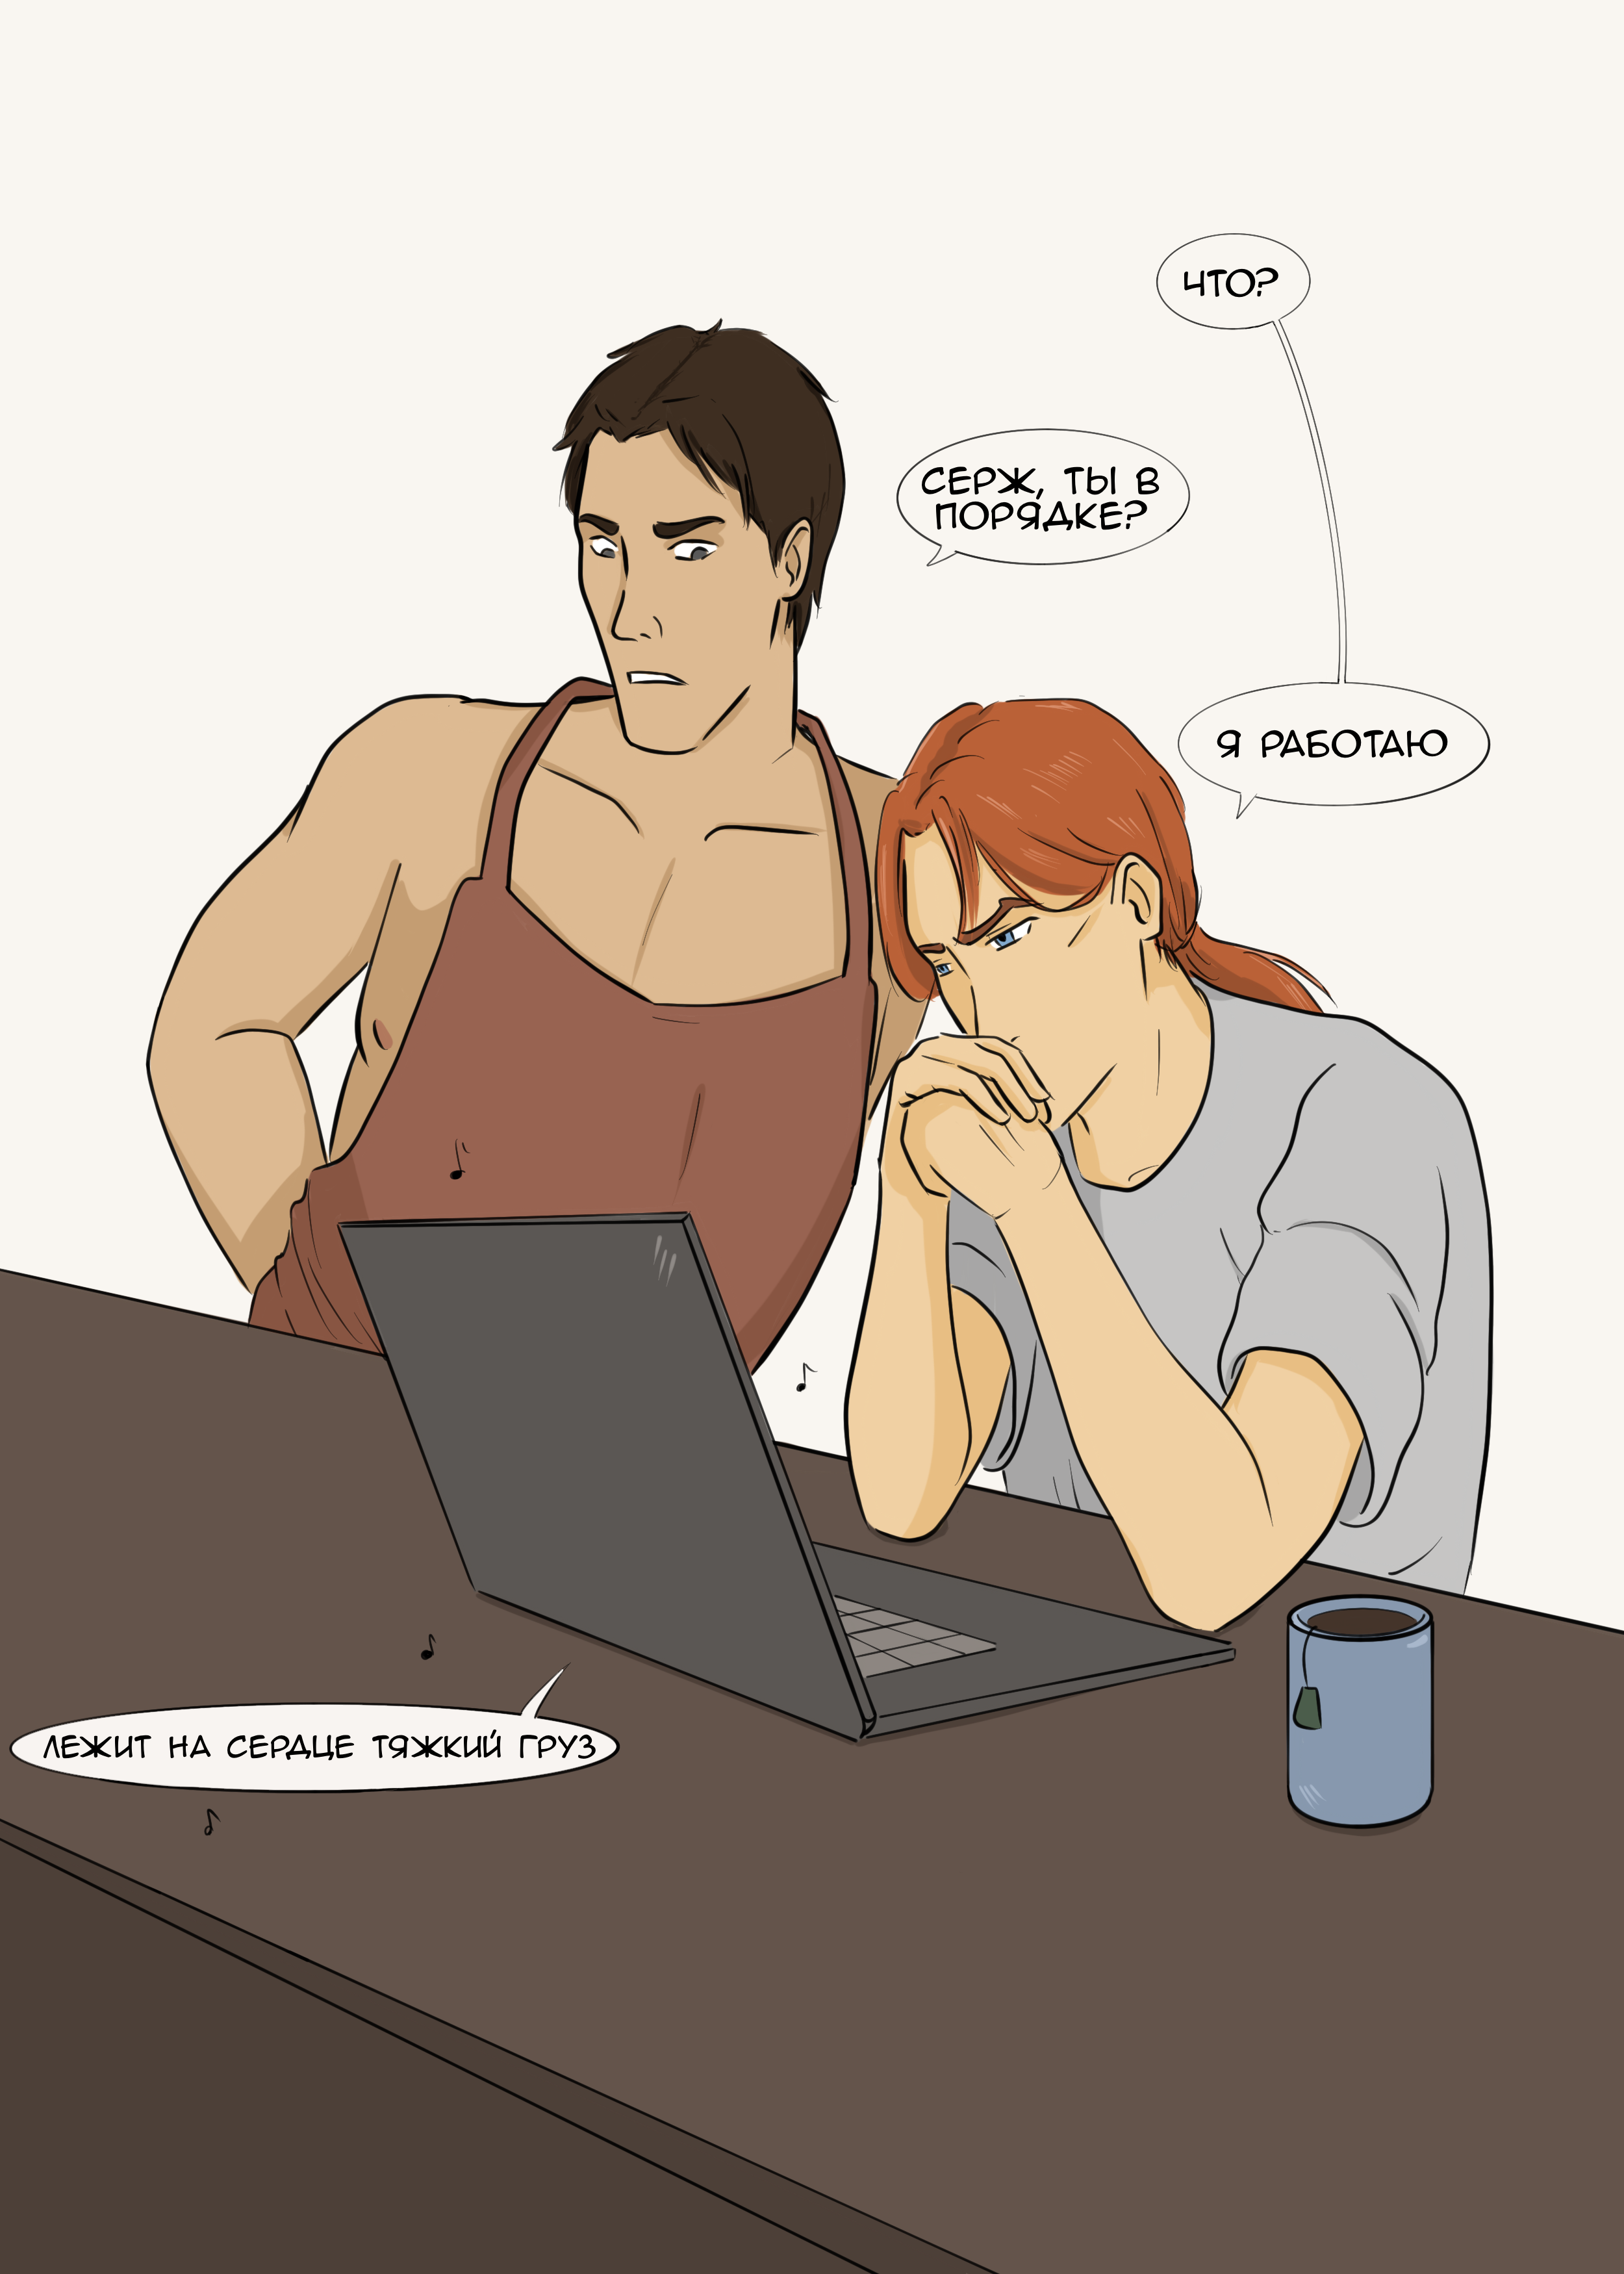 ЧТО?
СЕРЖ, ТЫ В
ПОРЯДКЕ?
Я РАБОТАЮ
ЛЕЖИТ НА СЕРДЦЕ ТЯЖКИЙ ГРУЗ